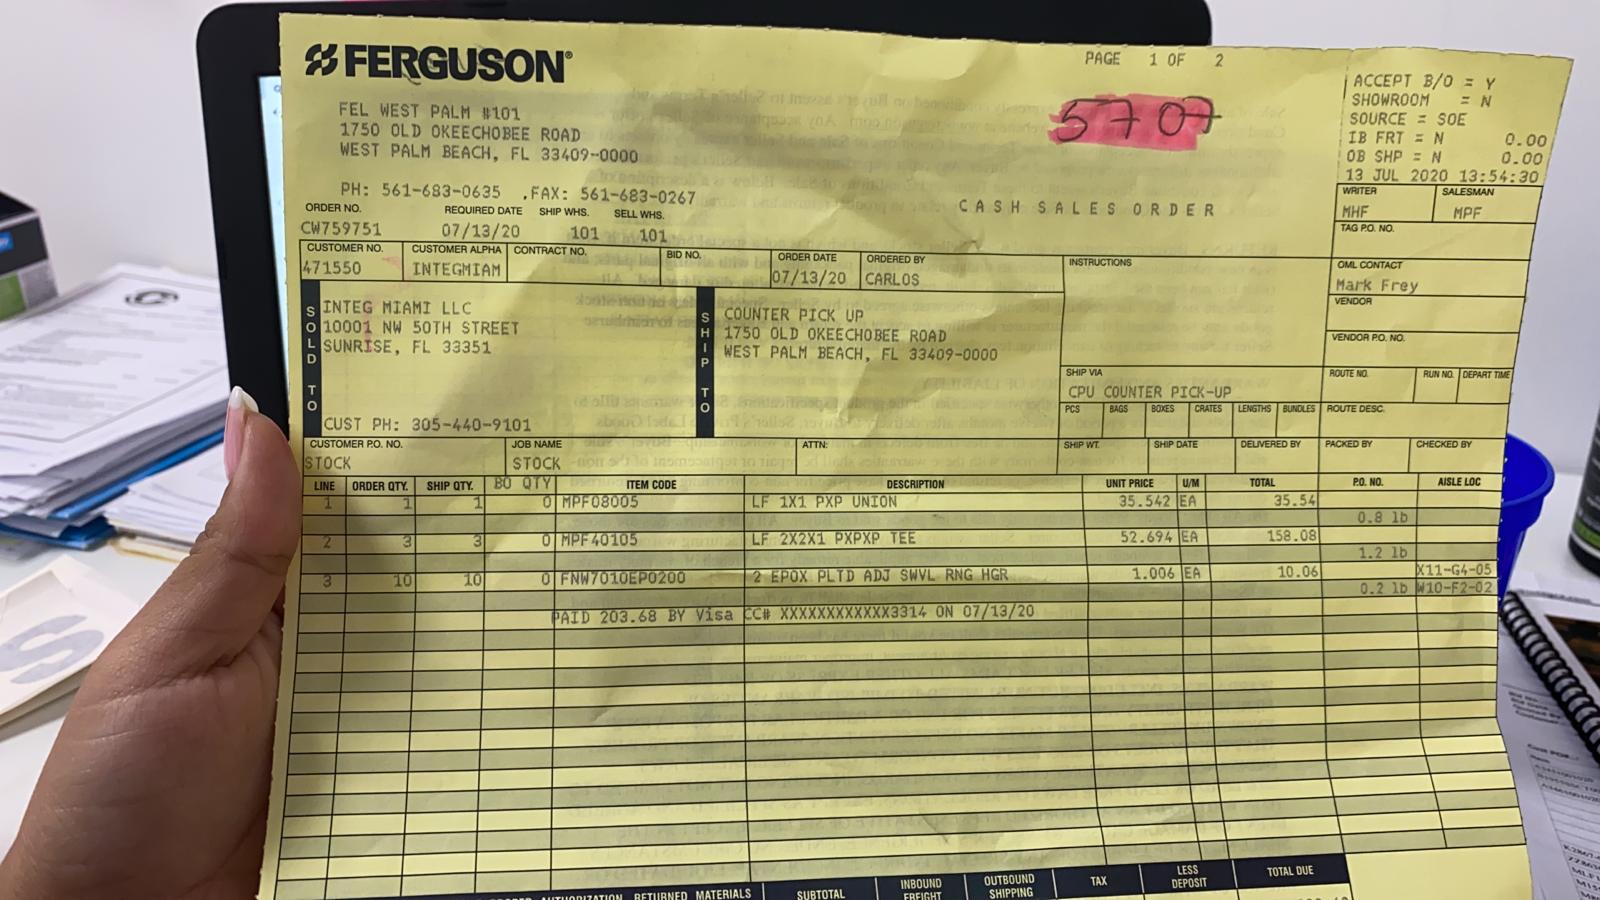 FERGUSON®
PAGE 1 OF 2
5707
ACCEPT B/O = Y
SHOWROOM = N
SOURCE = SOE
IB FRT = N 0.00
OB SHP = N 0.00
13 JUL 2020 13:54:30
FEL WEST PALM #101
1750 OLD OKEECHOBEE ROAD
WEST PALM BEACH, FL 33409-0000
PH: 561-683-0635 ,FAX: 561-683-0267
CASH SALES ORDER
WRITER SALESMAN
MHF MPF
TAG P.O. NO.
ORDER NO. REQUIRED DATE SHIP WHS. SELL WHS.
CW759751 07/13/20 101 101
CUSTOMER NO. CUSTOMER ALPHA CONTRACT NO. BID NO. ORDER DATE ORDERED BY INSTRUCTIONS
471550 INTEGMIAM 07/13/20 CARLOS
OML CONTACT
Mark Frey
VENDOR
VENDOR P.O. NO.
SOLD TO
INTEG MIAMI LLC
10001 NW 50TH STREET
SUNRISE, FL 33351
CUST PH: 305-440-9101
SHIP TO
COUNTER PICK UP
1750 OLD OKEECHOBEE ROAD
WEST PALM BEACH, FL 33409-0000
SHIP VIA ROUTE NO. RUN NO. DEPART TIME
CPU COUNTER PICK-UP
PCS BAGS BOXES CRATES LENGTHS BUNDLES ROUTE DESC.
CUSTOMER P.O. NO. JOB NAME ATTN: SHIP WT. SHIP DATE DELIVERED BY PACKED BY CHECKED BY
STOCK STOCK
LINE ORDER QTY. SHIP QTY. BO QTY ITEM CODE DESCRIPTION UNIT PRICE U/M TOTAL P.O. NO. AISLE LOC
1 1 1 0 MPF08005 LF 1X1 PXP UNION 35.542 EA 35.54
0.8 lb
2 3 3 0 MPF40105 LF 2X2X1 PXPXP TEE 52.694 EA 158.08
1.2 lb
3 10 10 0 FNW7010EP0200 2 EPOX PLTD ADJ SWVL RNG HGR 1.006 EA 10.06 X11-G4-05
0.2 lb W10-F2-02
PAID 203.68 BY Visa CC# XXXXXXXXXXXX3314 ON 07/13/20
AUTHORIZATION RETURNED MATERIALS SUBTOTAL INBOUND FREIGHT OUTBOUND SHIPPING TAX LESS DEPOSIT TOTAL DUE